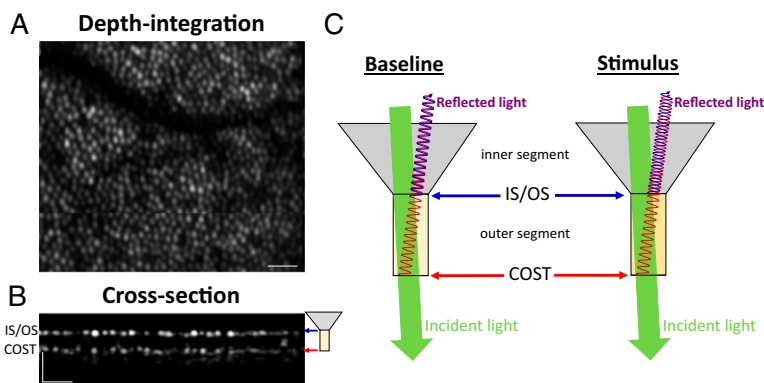 A
Depth-integration
B
Cross-section
IS/OS
COST
C
Baseline
Stimulus
Reflected light
Reflected light
inner segment
IS/OS
outer segment
COST
Incident light
Incident light